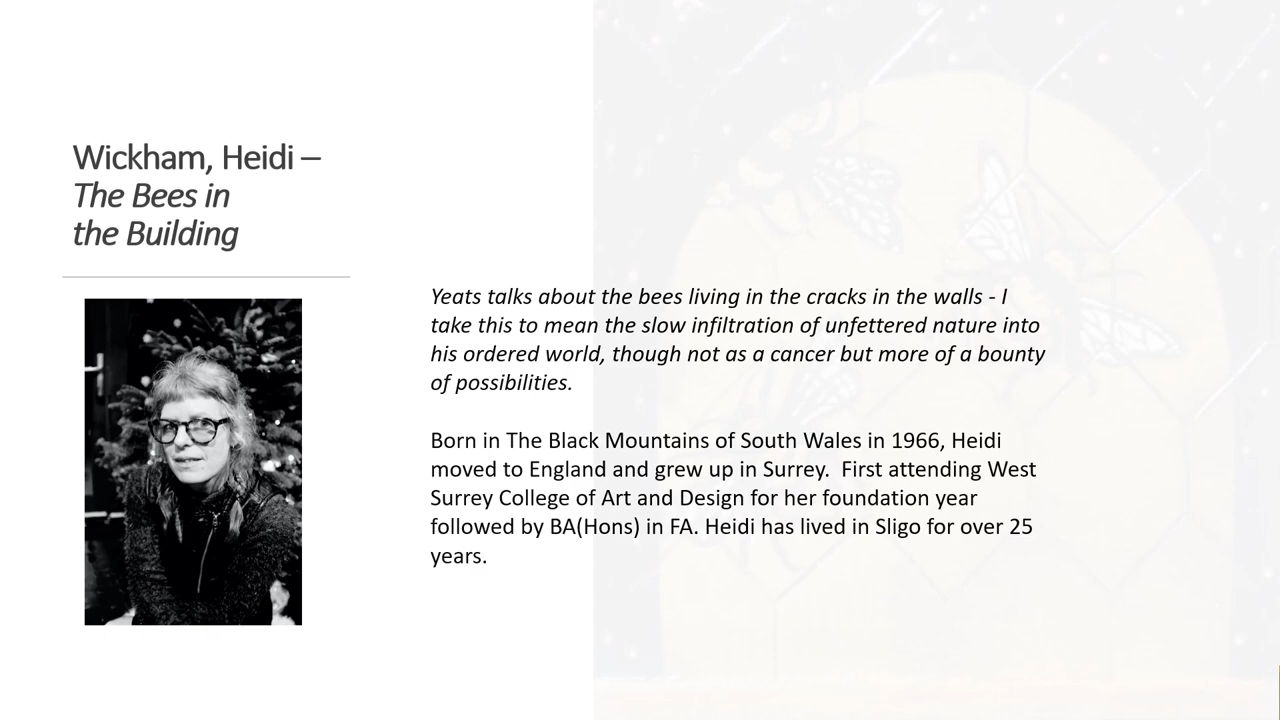 Wickham, Heidi –
The Bees in
the Building
Yeats talks about the bees living in the cracks in the walls - I
take this to mean the slow infiltration of unfettered nature into
his ordered world, though not as a cancer but more of a bounty
of possibilities.
Born in The Black Mountains of South Wales in 1966, Heidi
moved to England and grew up in Surrey.  First attending West
Surrey College of Art and Design for her foundation year
followed by BA(Hons) in FA. Heidi has lived in Sligo for over 25
years.